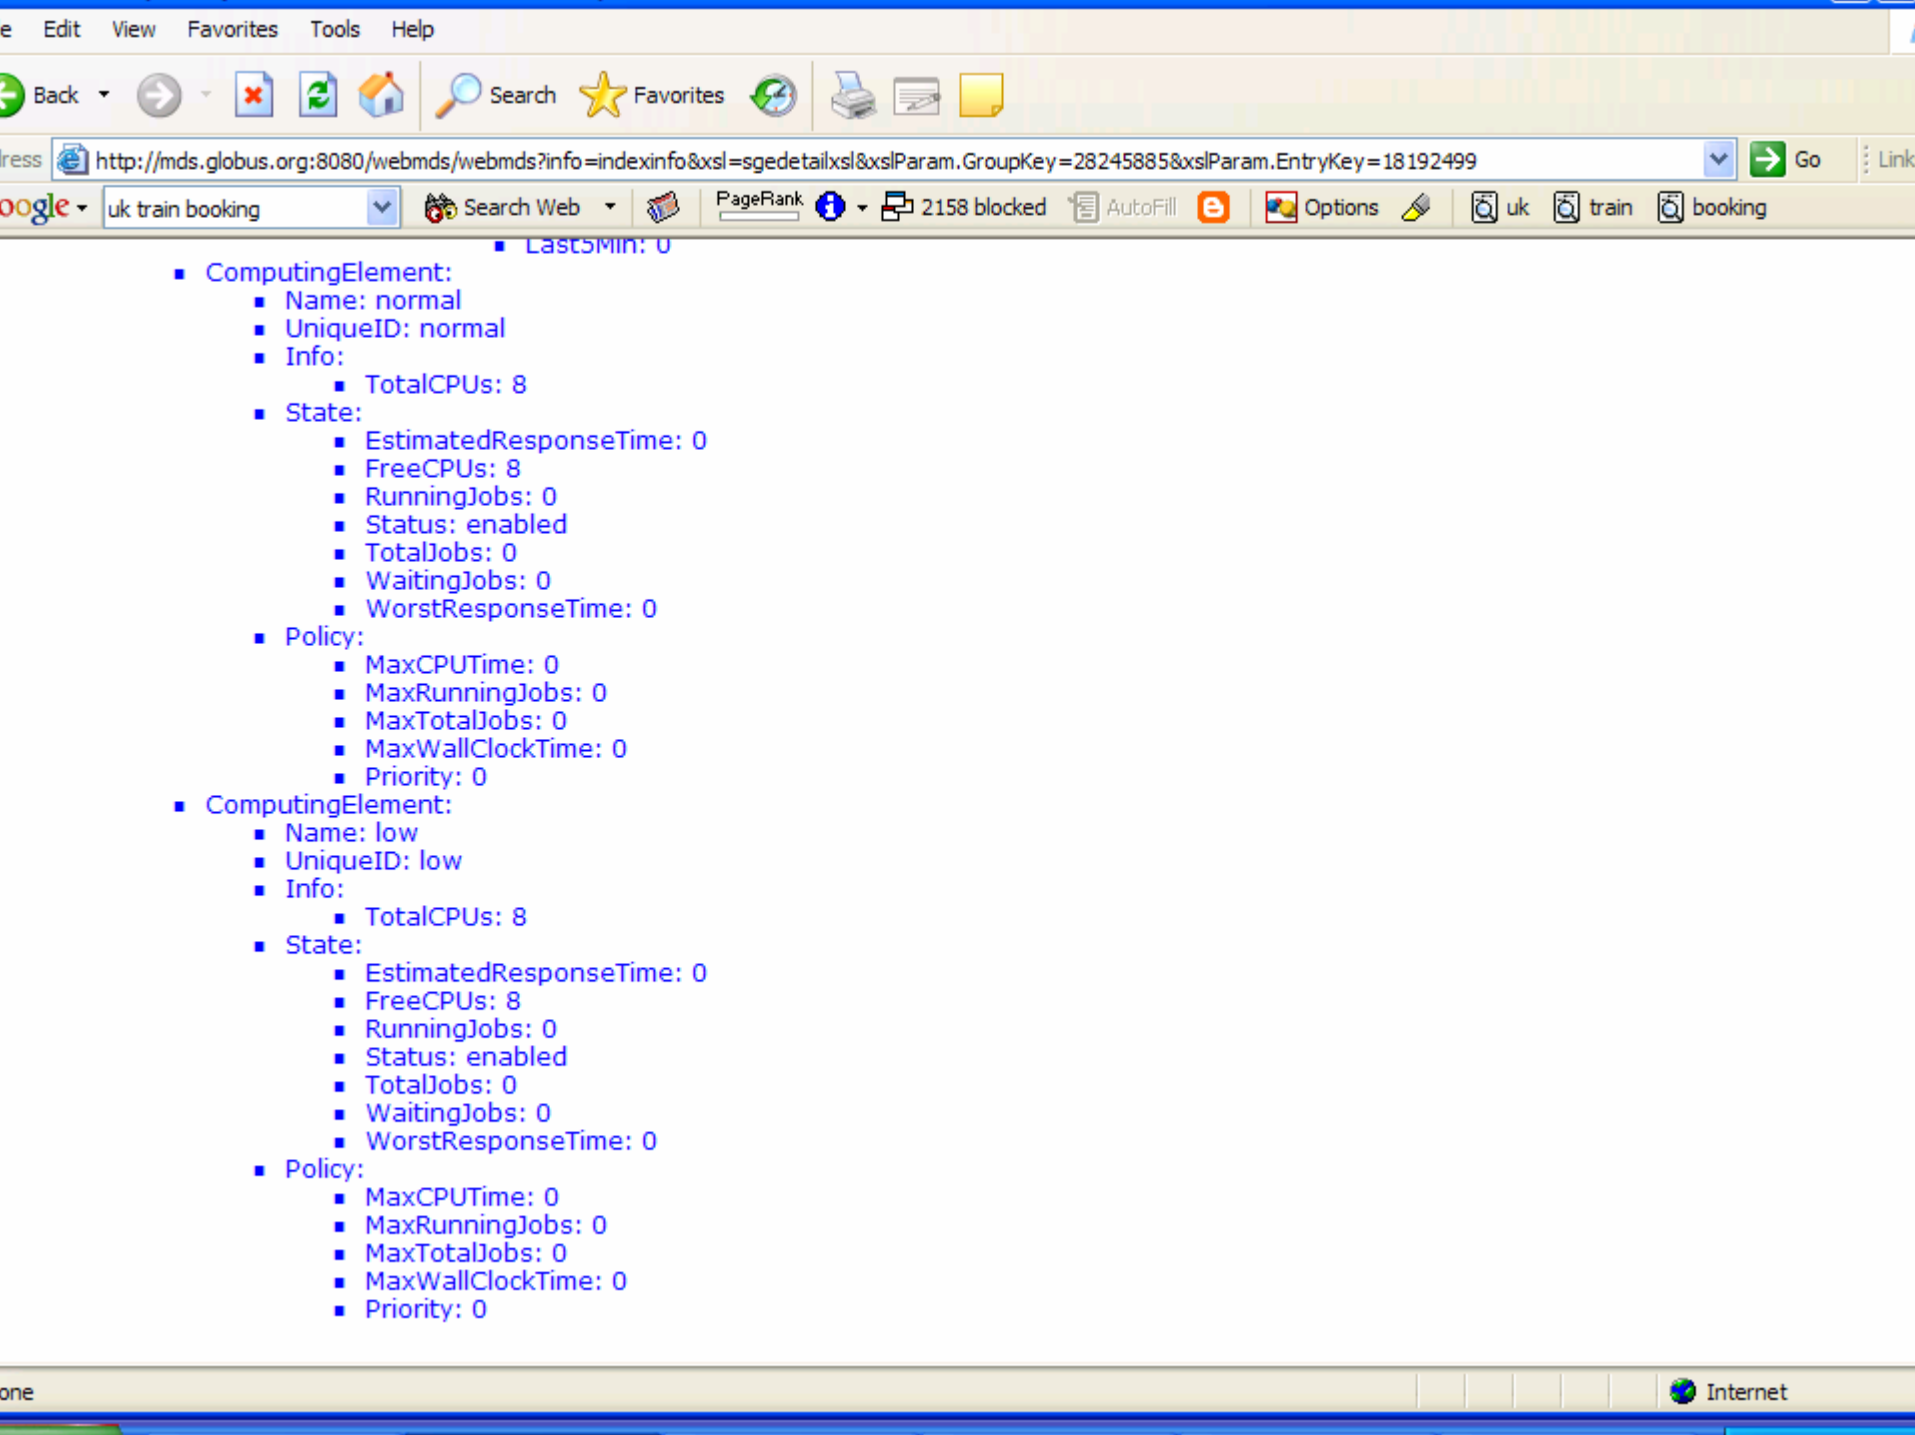 Edit View Favorites Tools Help
Back Search Favorites
http://mds.globus.org:8080/webmds/webmds?info=indexinfo&xsl=sgedetailxsl&xslParam.GroupKey=28245885&xslParam.EntryKey=18192499 Go Link
oogle uk train booking Search Web PageRank 2158 blocked AutoFill Options uk train booking
Last5Min: 0
ComputingElement:
Name: normal
UniqueID: normal
Info:
TotalCPUs: 8
State:
EstimatedResponseTime: 0
FreeCPUs: 8
RunningJobs: 0
Status: enabled
TotalJobs: 0
WaitingJobs: 0
WorstResponseTime: 0
Policy:
MaxCPUTime: 0
MaxRunningJobs: 0
MaxTotalJobs: 0
MaxWallClockTime: 0
Priority: 0
ComputingElement:
Name: low
UniqueID: low
Info:
TotalCPUs: 8
State:
EstimatedResponseTime: 0
FreeCPUs: 8
RunningJobs: 0
Status: enabled
TotalJobs: 0
WaitingJobs: 0
WorstResponseTime: 0
Policy:
MaxCPUTime: 0
MaxRunningJobs: 0
MaxTotalJobs: 0
MaxWallClockTime: 0
Priority: 0
one Internet